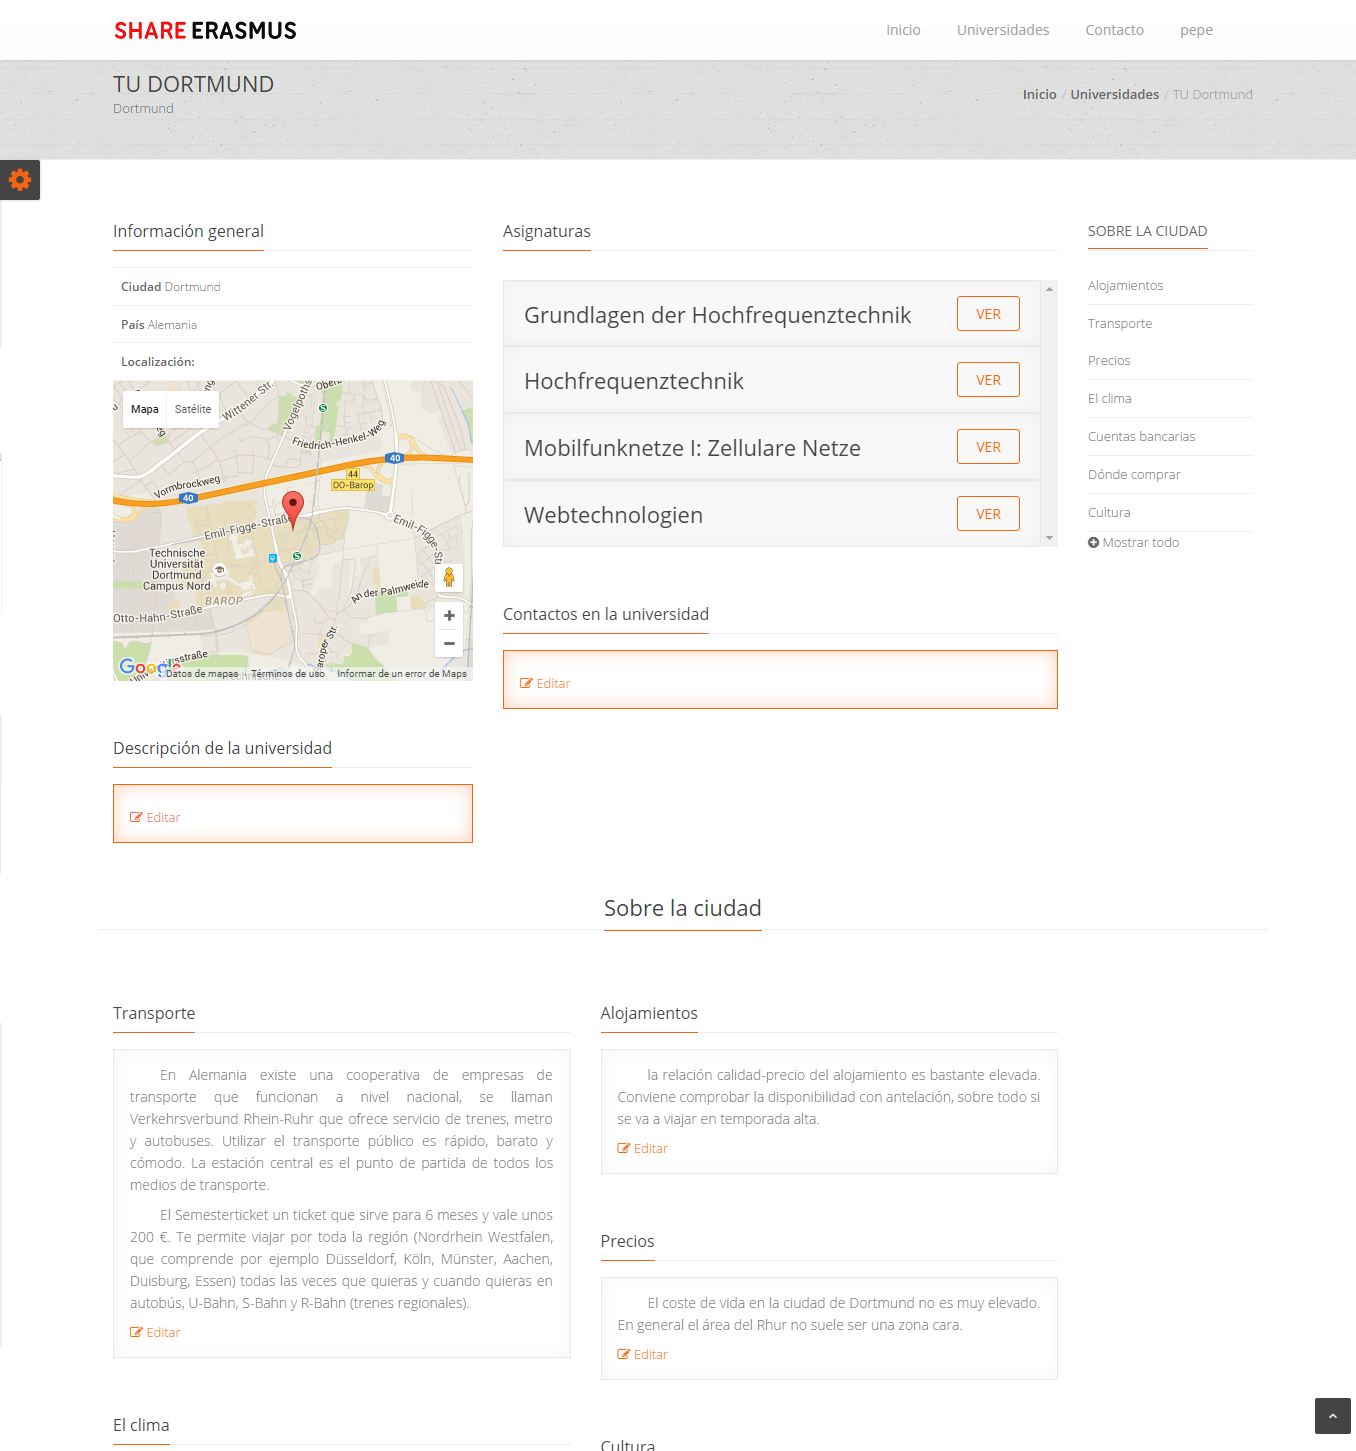 SHARE ERASMUS
Inicio
Universidades
Contacto
pepe
TU DORTMUND
Dortmund
Inicio / Universidades / TU Dortmund
Información general
Ciudad Dortmund
País Alemania
Localización:
Mapa
Satélite
Wittener Str.
Vogelpoths
Oberb
Friedrich-Henkel-Weg
40
44
DO-Barop
Vormbrockweg
40
Emil-Figge-Straße
Emil-Figge-St
Technische
Universität
Dortmund
Campus Nord
BAROP
An der Palmweide
Otto-Hahn-Straße
Baroper Str.
Google
Datos de mapas
Términos de uso
Informar de un error de Maps
Descripción de la universidad
Editar
Asignaturas
Grundlagen der Hochfrequenztechnik
VER
Hochfrequenztechnik
VER
Mobilfunknetze I: Zellulare Netze
VER
Webtechnologien
VER
Contactos en la universidad
Editar
SOBRE LA CIUDAD
Alojamientos
Transporte
Precios
El clima
Cuentas bancarias
Dónde comprar
Cultura
Mostrar todo
Sobre la ciudad
Transporte
En Alemania existe una cooperativa de empresas de
transporte que funcionan a nivel nacional, se llaman
Verkehrsverbund Rhein-Ruhr que ofrece servicio de trenes, metro
y autobuses. Utilizar el transporte público es rápido, barato y
cómodo. La estación central es el punto de partida de todos los
medios de transporte.
El Semesterticket un ticket que sirve para 6 meses y vale unos
200 €. Te permite viajar por toda la región (Nordrhein Westfalen,
que comprende por ejemplo Düsseldorf, Köln, Münster, Aachen,
Duisburg, Essen) todas las veces que quieras y cuando quieras en
autobús, U-Bahn, S-Bahn y R-Bahn (trenes regionales).
Editar
Alojamientos
la relación calidad-precio del alojamiento es bastante elevada.
Conviene comprobar la disponibilidad con antelación, sobre todo si
se va a viajar en temporada alta.
Editar
Precios
El coste de vida en la ciudad de Dortmund no es muy elevado.
En general el área del Rhur no suele ser una zona cara.
Editar
El clima
Cultura